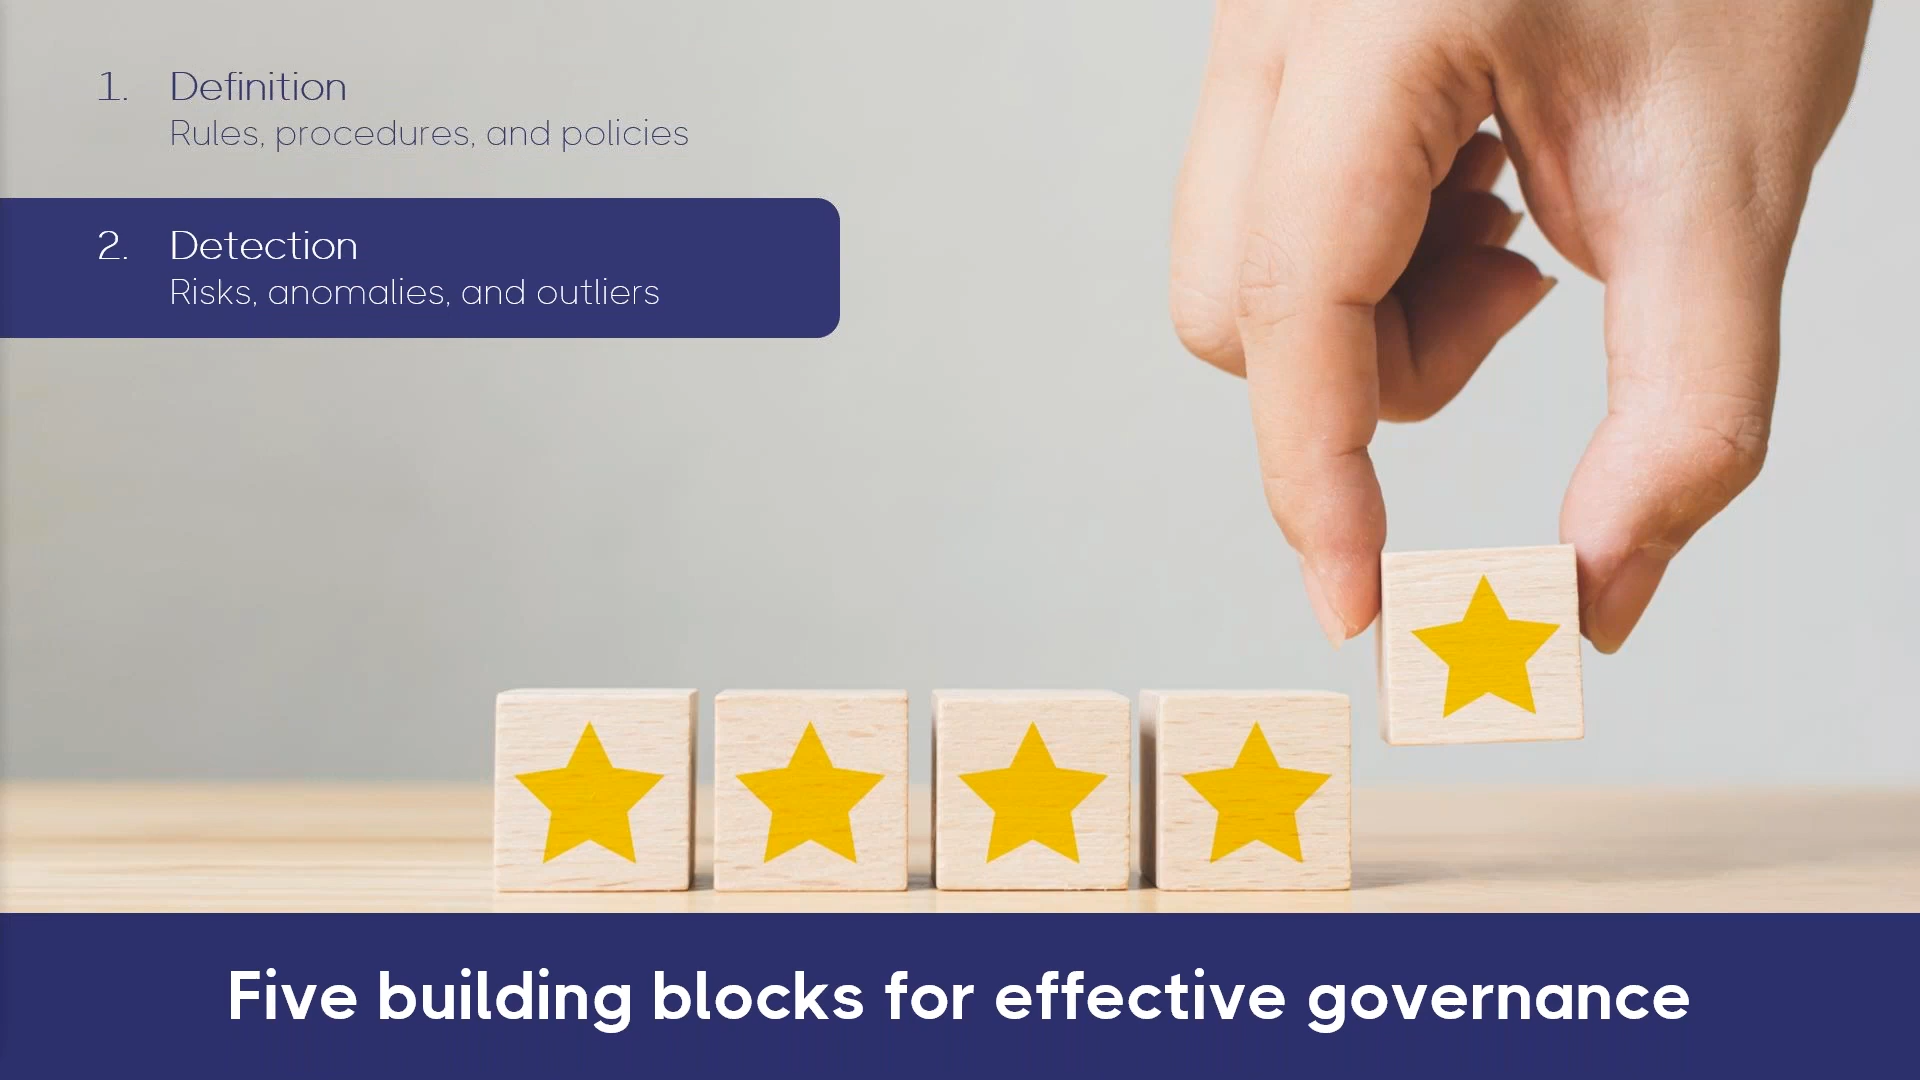 1. Definition
Rules, procedures, and policies
2. Detection
Risks, anomalies, and outliers
Five building blocks for effective governance